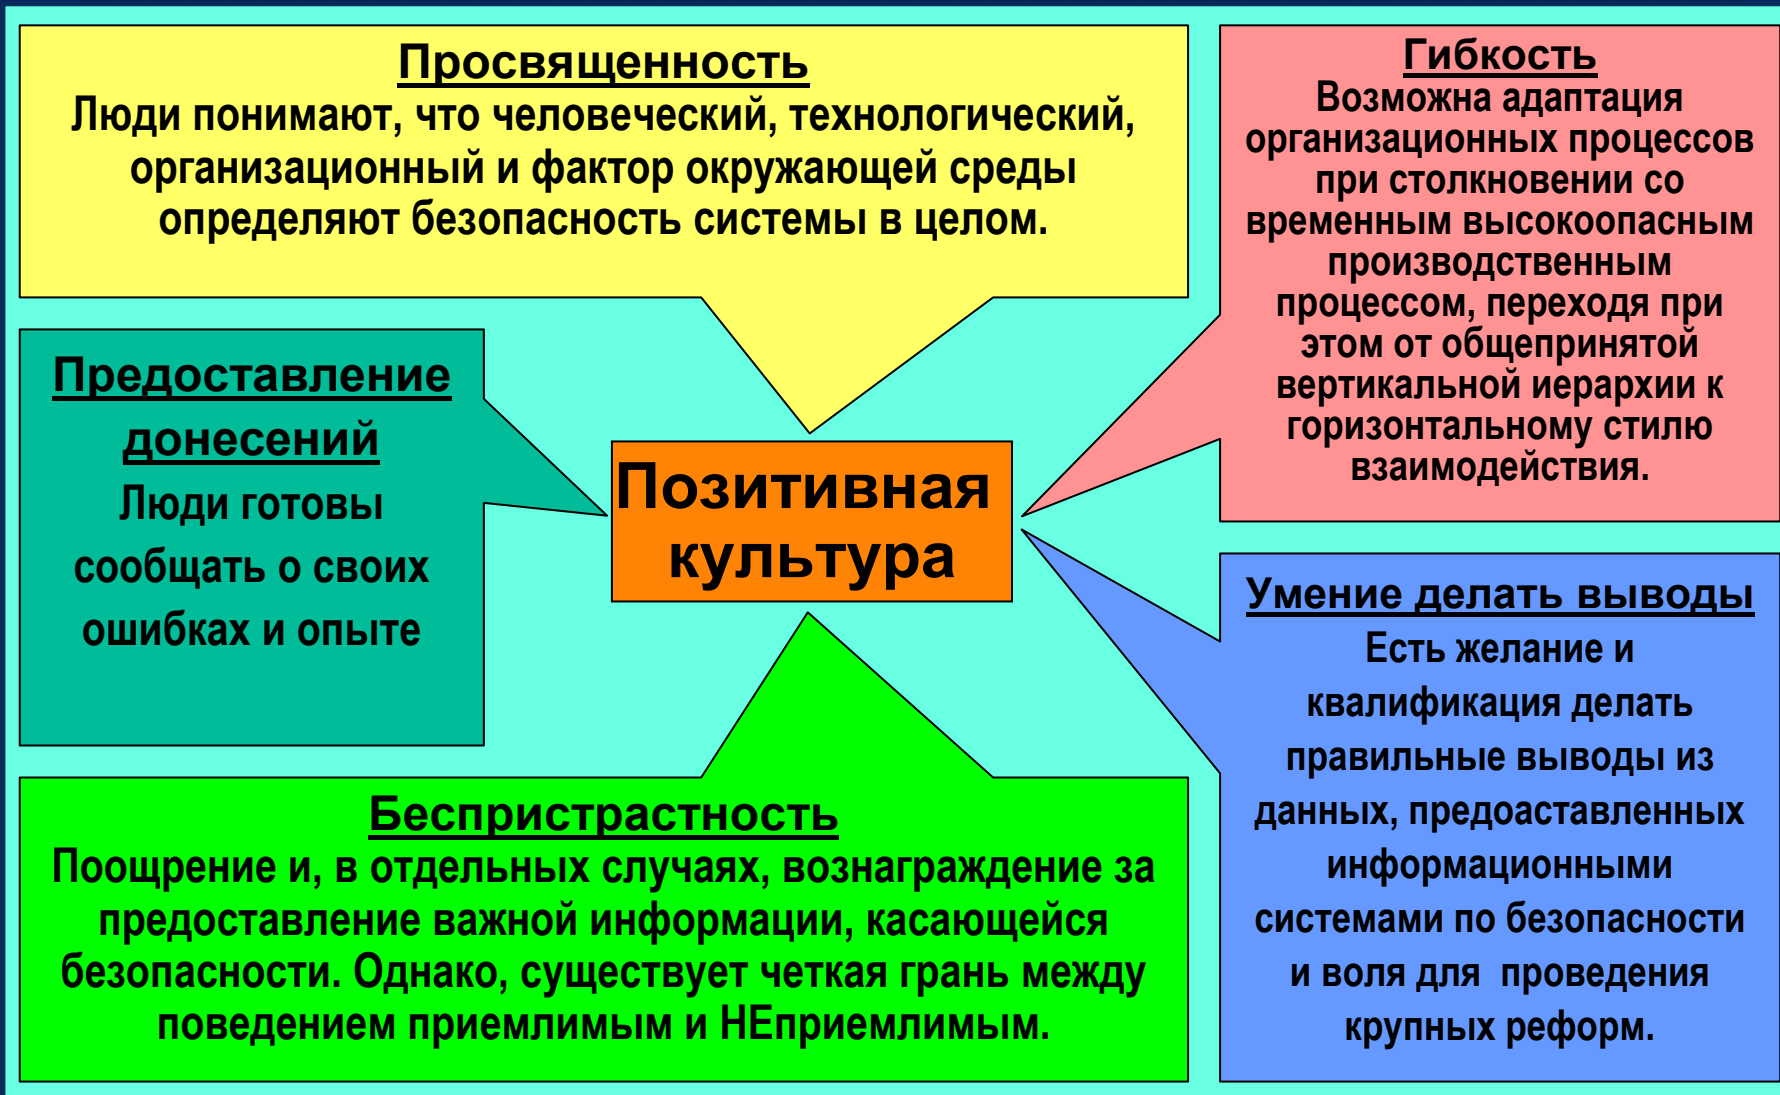 Просвященность
Люди понимают, что человеческий, технологический,
организационный и фактор окружающей среды
определяют безопасность системы в целом.
Гибкость
Возможна адаптация
организационных процессов
при столкновении со
временным высокоопасным
производственным
процессом, переходя при
этом от общепринятой
вертикальной иерархии к
горизонтальному стилю
взаимодействия.
Предоставление
донесений
Люди готовы
сообщать о своих
ошибках и опыте
Позитивная
культура
Умение делать выводы
Есть желание и
квалификация делать
правильные выводы из
данных, предоаставленных
информационными
системами по безопасности
и воля для проведения
крупных реформ.
Беспристрастность
Поощрение и, в отдельных случаях, вознаграждение за
предоставление важной информации, касающейся
безопасности. Однако, существует четкая грань между
поведением приемлимым и НЕприемлимым.